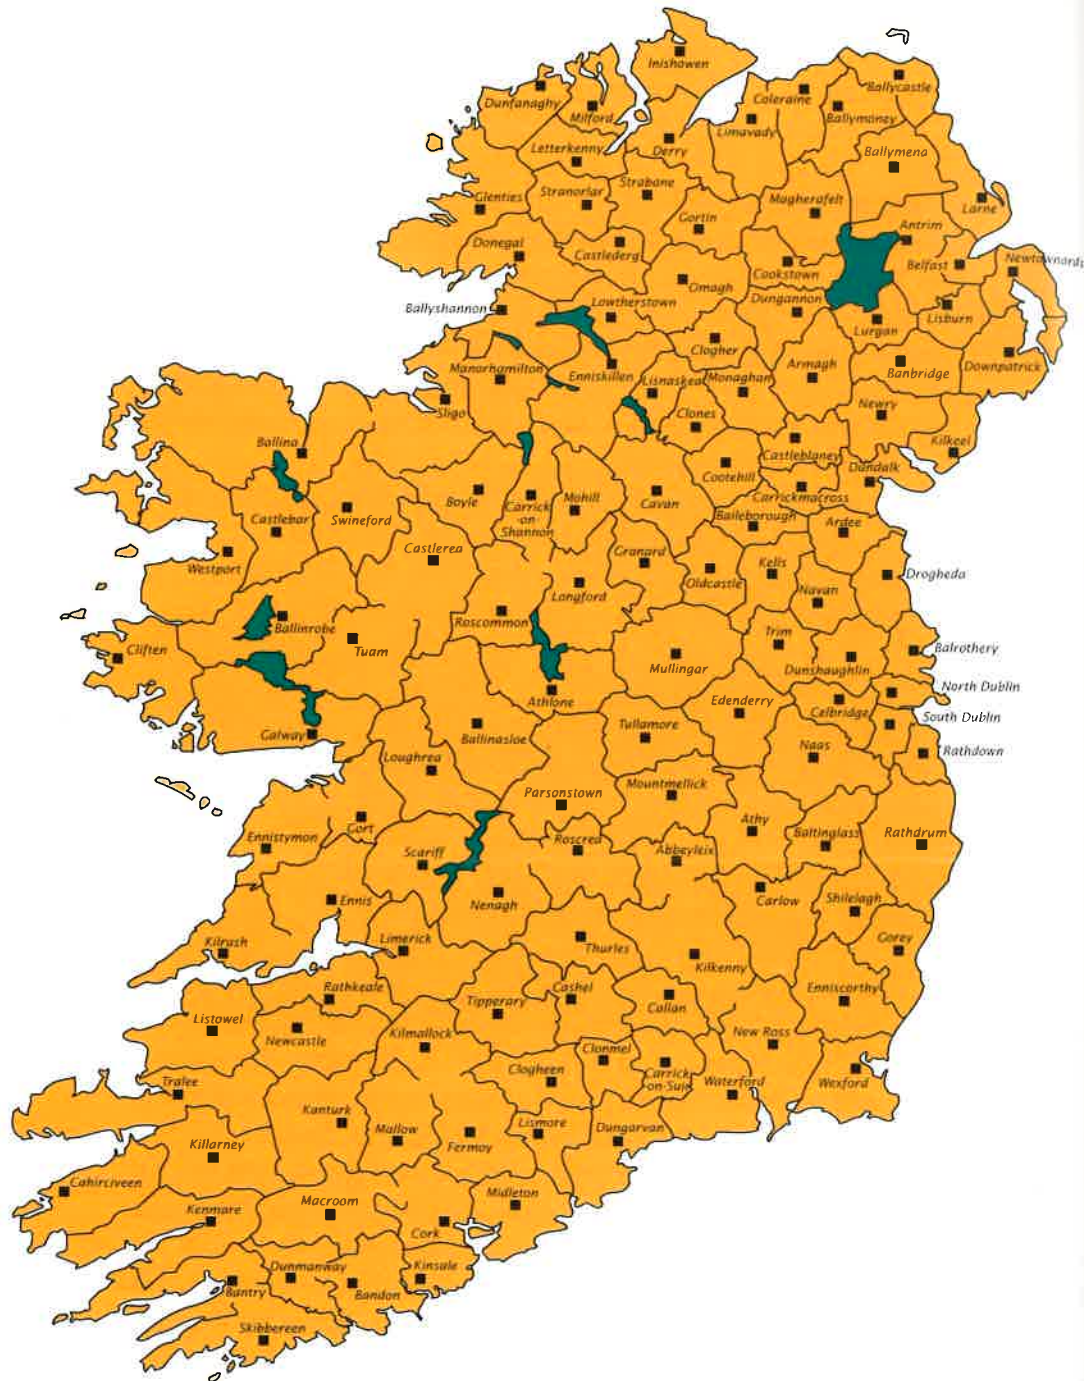 Inishowen
Dunfanaghy
Milford
Coleraine
Ballycastle
Ballymoney
Limavady
Letterkenny
Derry
Ballymena
Glenties
Stranorlar
Strabane
Magherafelt
Larne
Gortin
Antrim
Donegal
Castlederg
Cookstown
Belfast
Newtownards
Omagh
Ballyshannon
Lowtherstown
Dungannon
Lurgan
Lisburn
Clogher
Manorhamilton
Enniskillen
Lisnaskea
Monaghan
Armagh
Banbridge
Downpatrick
Sligo
Clones
Newry
Ballina
Castleblaney
Kilkeel
Cootehill
Dundalk
Boyle
Carrick
-on-
Shannon
Mohill
Cavan
Carrickmacross
Swineford
Castlebar
Baileborough
Ardee
Castlerea
Granard
Westport
Oldcastle
Kells
Drogheda
Longford
Navan
Roscommon
Ballinrobe
Tuam
Trim
Cliften
Mullingar
Dunshaughlin
Balrothery
North Dublin
Athlone
Edenderry
Celbridge
South Dublin
Galway
Ballinasloe
Tullamore
Naas
Rathdown
Loughrea
Parsonstown
Mountmellick
Ennistymon
Gort
Athy
Baltinglass
Rathdrum
Scariff
Roscrea
Abbeyleix
Ennis
Nenagh
Carlow
Shilelagh
Kilrush
Limerick
Thurles
Kilkenny
Gorey
Rathkeale
Tipperary
Cashel
Callan
Enniscorthy
Listowel
Newcastle
Kilmallock
New Ross
Clonmel
Clogheen
Carrick
-on-Suir
Waterford
Wexford
Tralee
Kanturk
Mallow
Fermoy
Lismore
Dungarvan
Killarney
Cahirciveen
Kenmare
Macroom
Midleton
Cork
Dunmanway
Kinsale
Bantry
Bandon
Skibbereen